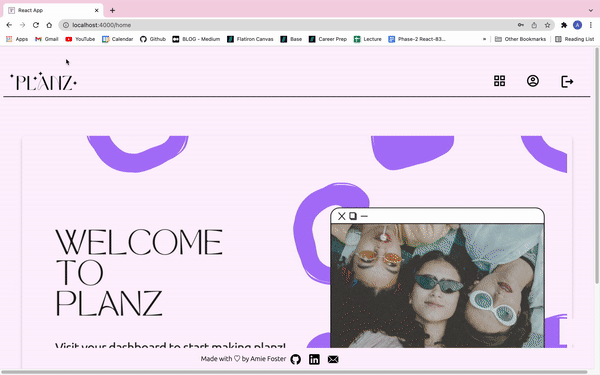 React App
localhost:4000/home
Apps Gmail YouTube Calendar Github BLOG - Medium Flatiron Canvas Base Career Prep Lecture Phase-2 React-83... » Other Bookmarks Reading List
A
PLANZ
WELCOME
TO
PLANZ
Visit your dashboard to start making planz!
Made with ♡ by Amie Foster